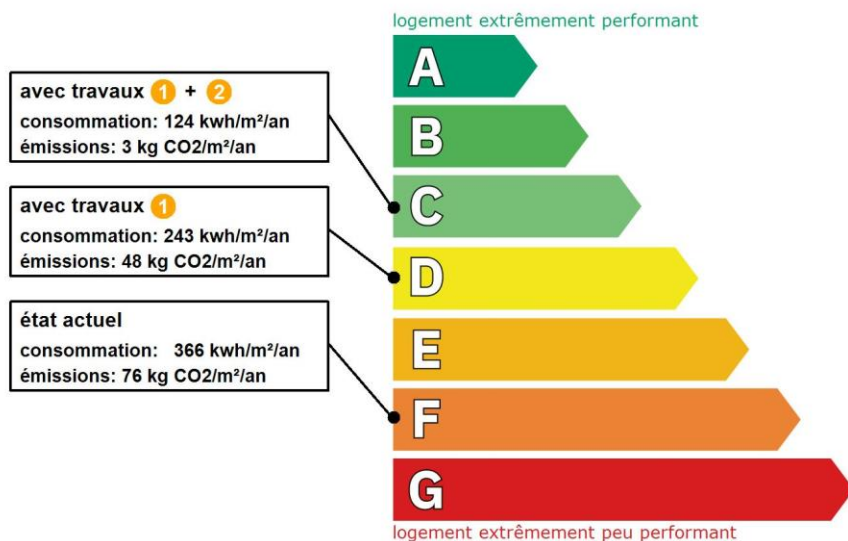 logement extrêmement performant
avec travaux 1 + 2
consommation: 124 kwh/m²/an
émissions: 3 kg CO2/m²/an
avec travaux 1
consommation: 243 kwh/m²/an
émissions: 48 kg CO2/m²/an
état actuel
consommation: 366 kwh/m²/an
émissions: 76 kg CO2/m²/an
A
B
C
D
E
F
G
logement extrêmement peu performant